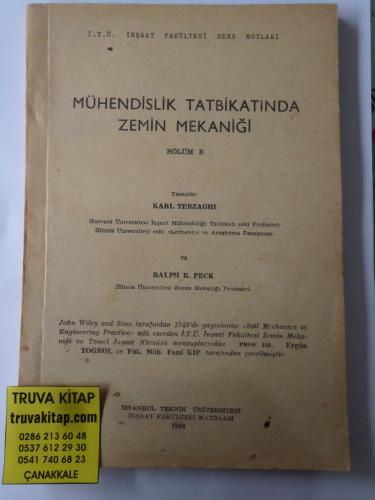 İ.T.Ü. İNŞAAT FAKÜLTESİ DERS NOTLARI
MÜHENDİSLİK TATBİKATINDA
ZEMİN MEKANİĞİ
BÖLÜM B
Yazanlar:
KARL TERZAGHI
Harvard Üniversitesi İnşaat Mühendisliği Tatbikatı eski Profesörü
Illinois Üniversitesi eski «Lecturer»i ve Araştırma Danışmanı
ve
RALPH B. PECK
Illinois Üniversitesi Zemin Mekaniği Profesörü
John Wiley and Sons tarafından 1948'de yayınlanan «Soil Mechanics in
Engineering Practice» adlı eserden İ.T.Ü. İnşaat Fakültesi Zemin Meka-
niği ve Temel İnşaatı Kürsüsü mensuplarından PROF. DR. Ergün
TOĞROL ve Yük. Müh. Fazıl KIP tarafından çevrilmiştir.
İSTANBUL TEKNİK ÜNİVERSİTESİ
İNŞAAT FAKÜLTESİ MATBAASI
TRUVA KİTAP
truvakitap.com
0286 213 60 48
0537 612 29 30
0541 740 68 23
ÇANAKKALE